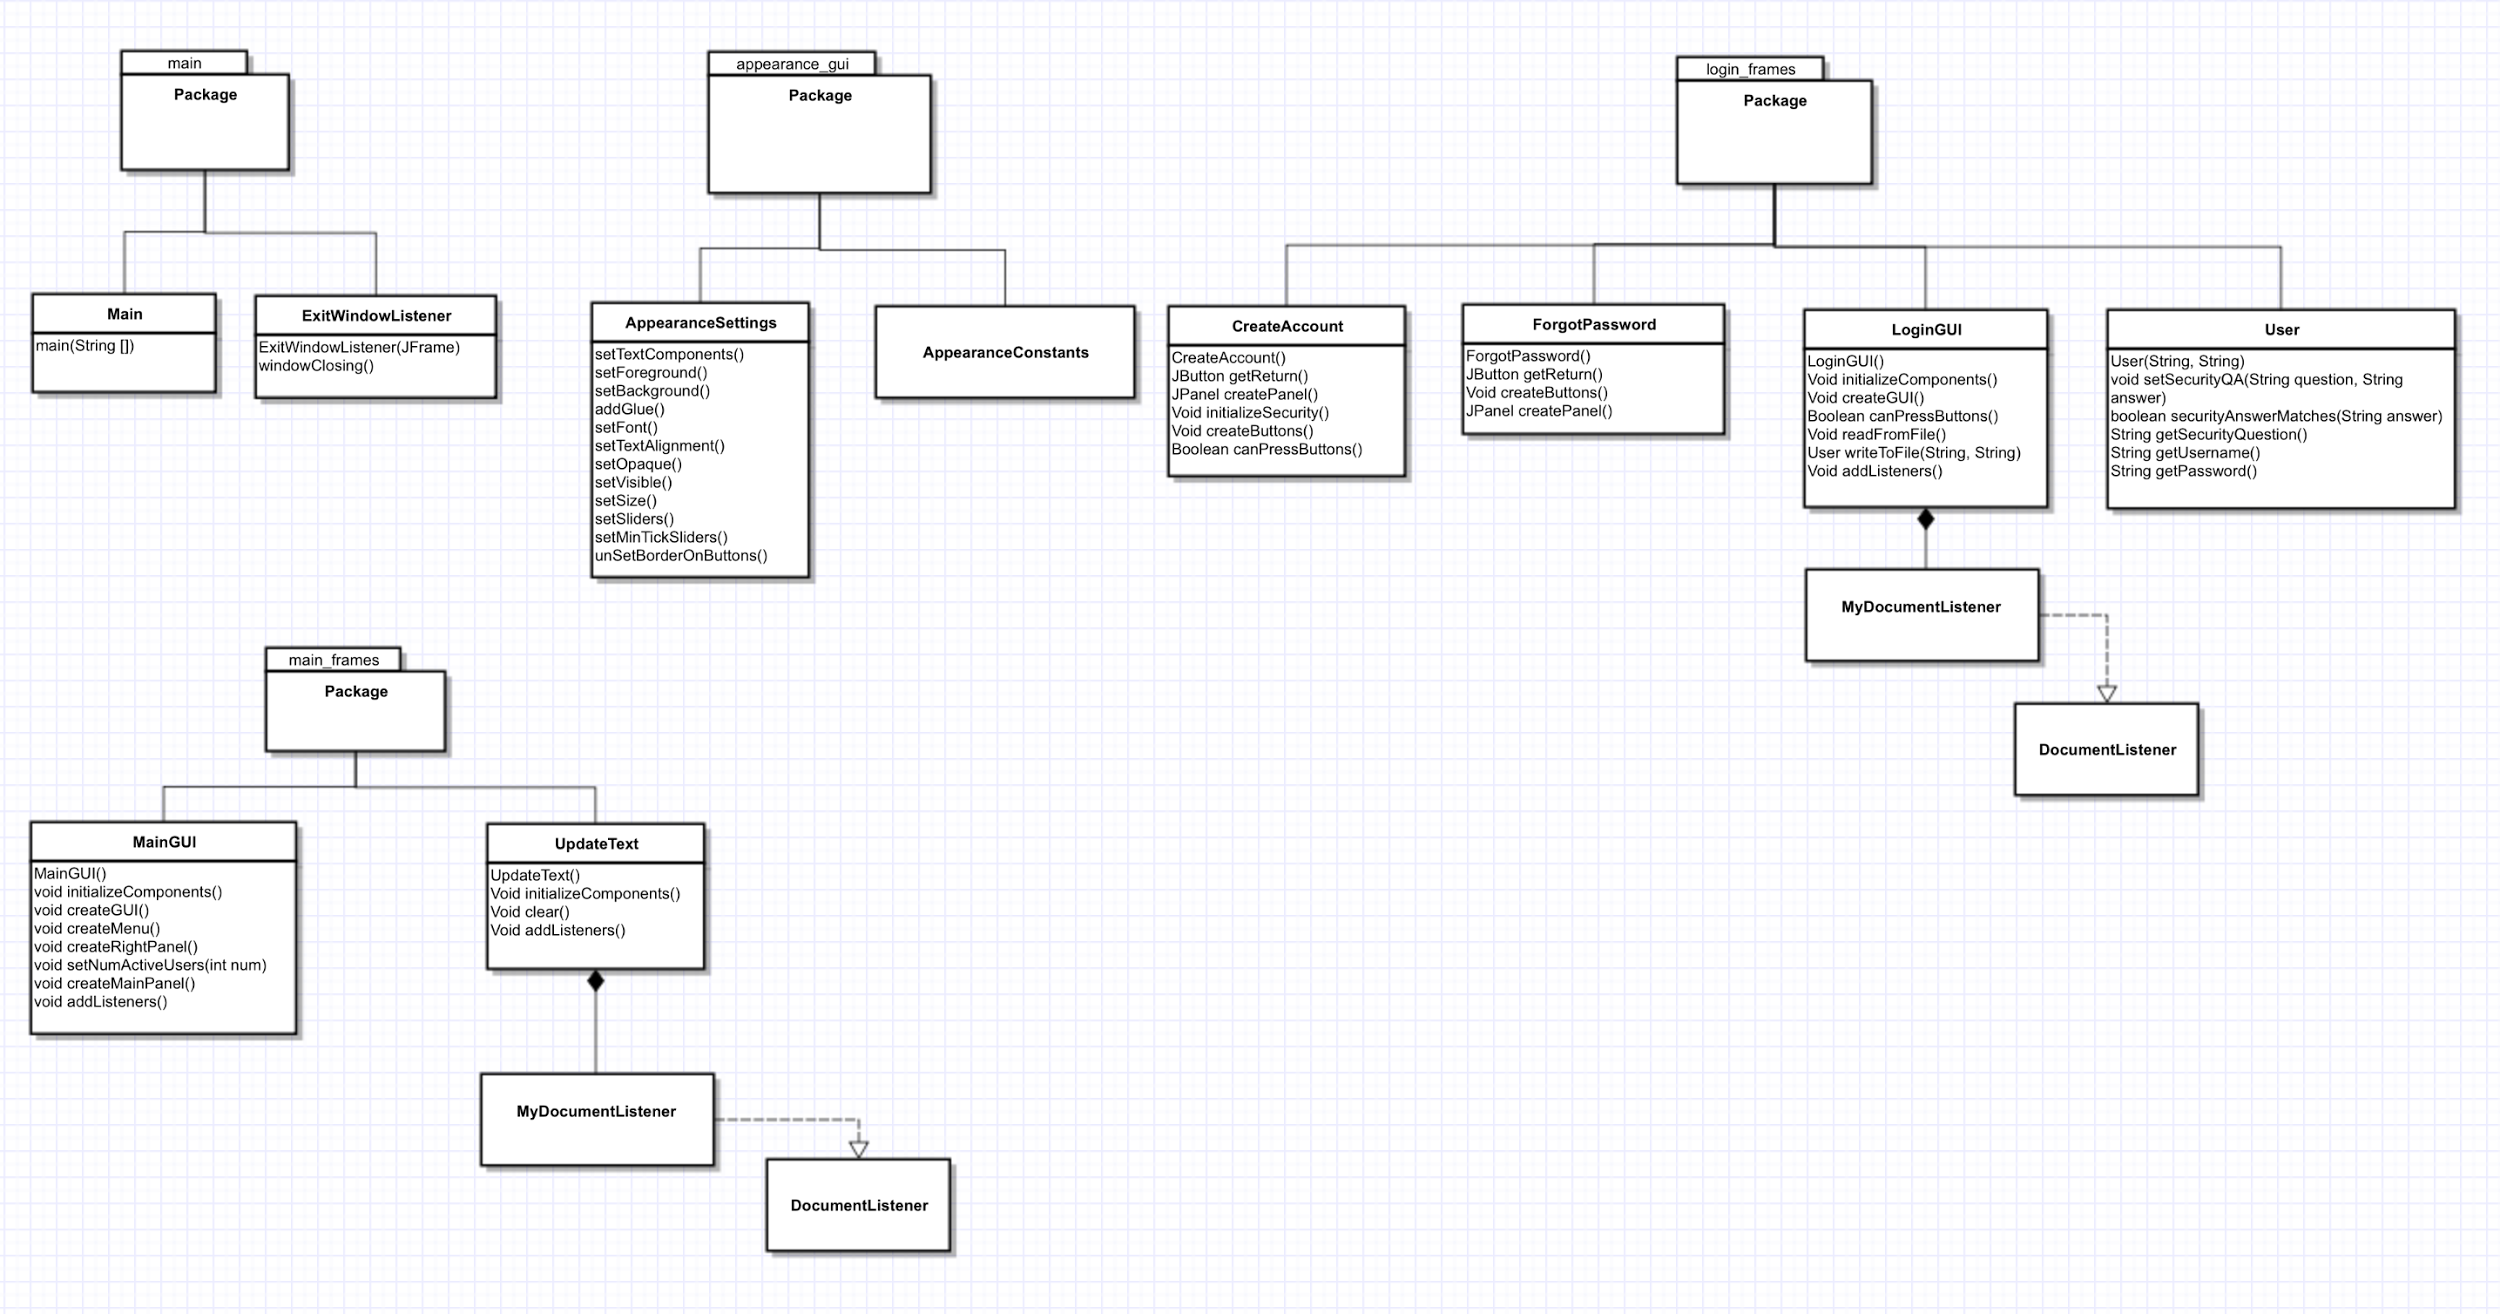 main
Package
Main
main(String [])
ExitWindowListener
ExitWindowListener(JFrame)
windowClosing()
appearance_gui
Package
AppearanceSettings
setTextComponents()
setForeground()
setBackground()
addGlue()
setFont()
setTextAlignment()
setOpaque()
setVisible()
setSize()
setSliders()
setMinTickSliders()
unSetBorderOnButtons()
AppearanceConstants
login_frames
Package
CreateAccount
CreateAccount()
JButton getReturn()
JPanel createPanel()
Void initializeSecurity()
Void createButtons()
Boolean canPressButtons()
ForgotPassword
ForgotPassword()
JButton getReturn()
Void createButtons()
JPanel createPanel()
LoginGUI
LoginGUI()
Void initializeComponents()
Void createGUI()
Boolean canPressButtons()
Void readFromFile()
User writeToFile(String, String)
Void addListeners()
User
User(String, String)
void setSecurityQA(String question, String
answer)
boolean securityAnswerMatches(String answer)
String getSecurityQuestion()
String getUsername()
String getPassword()
MyDocumentListener
DocumentListener
main_frames
Package
MainGUI
MainGUI()
void initializeComponents()
void createGUI()
void createMenu()
void createRightPanel()
void setNumActiveUsers(int num)
void createMainPanel()
void addListeners()
UpdateText
UpdateText()
Void initializeComponents()
Void clear()
Void addListeners()
MyDocumentListener
DocumentListener